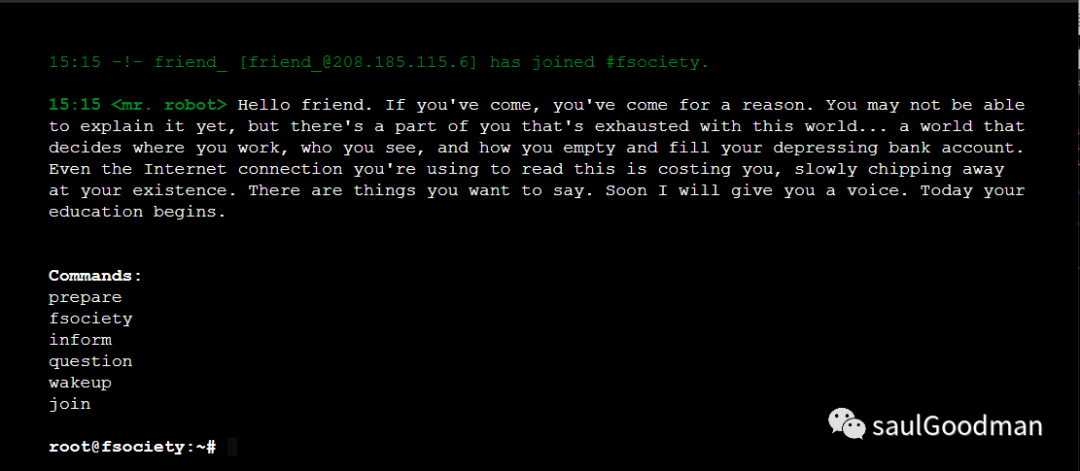 15:15 -!- friend_ [friend_@208.185.115.6] has joined #fsociety.
15:15 <mr. robot> Hello friend. If you've come, you've come for a reason. You may not be able
to explain it yet, but there's a part of you that's exhausted with this world... a world that
decides where you work, who you see, and how you empty and fill your depressing bank account.
Even the Internet connection you're using to read this is costing you, slowly chipping away
at your existence. There are things you want to say. Soon I will give you a voice. Today your
education begins.
Commands:
prepare
fsociety
inform
question
wakeup
join
root@fsociety:~#
saulGoodman